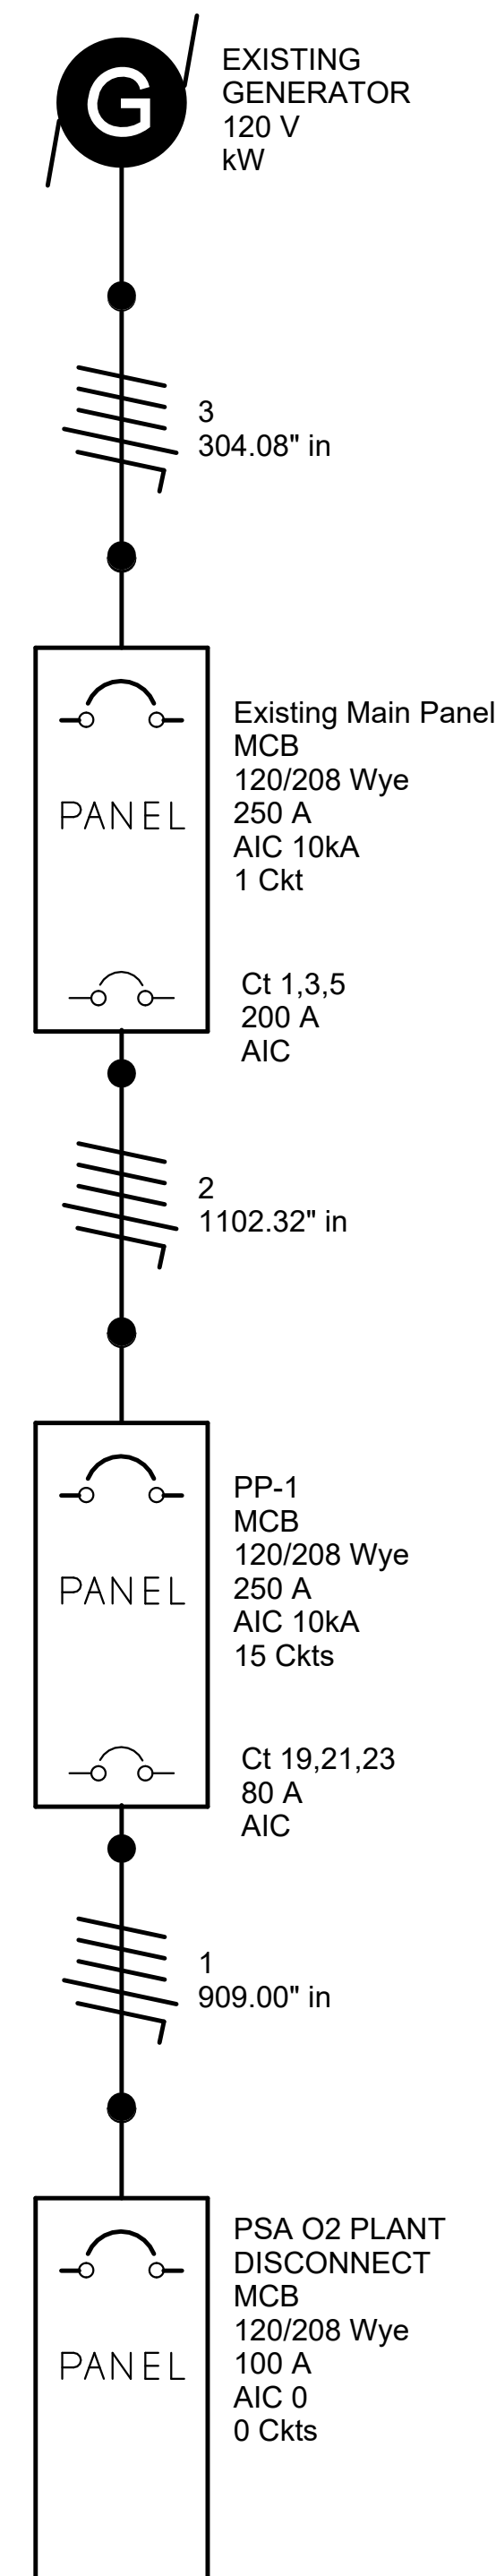 G
EXISTING
GENERATOR
120 V
kW
3
304.08" in
Existing Main Panel
MCB
120/208 Wye
250 A
AIC 10kA
1 Ckt
PANEL
Ct 1,3,5
200 A
AIC
2
1102.32" in
PP-1
MCB
120/208 Wye
250 A
AIC 10kA
15 Ckts
PANEL
Ct 19,21,23
80 A
AIC
1
909.00" in
PSA O2 PLANT
DISCONNECT
MCB
120/208 Wye
100 A
AIC 0
0 Ckts
PANEL